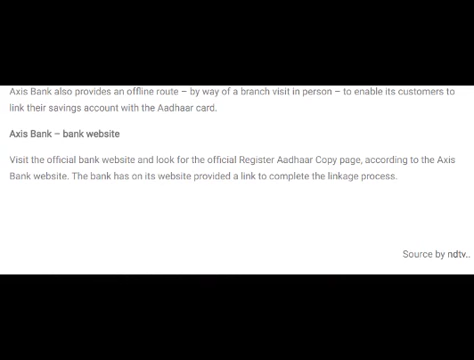 Axis Bank also provides an offline route – by way of a branch visit in person – to enable its customers to
link their savings account with the Aadhaar card.
Axis Bank – bank website
Visit the official bank website and look for the official Register Aadhaar Copy page, according to the Axis
Bank website. The bank has on its website provided a link to complete the linkage process.
Source by ndtv..